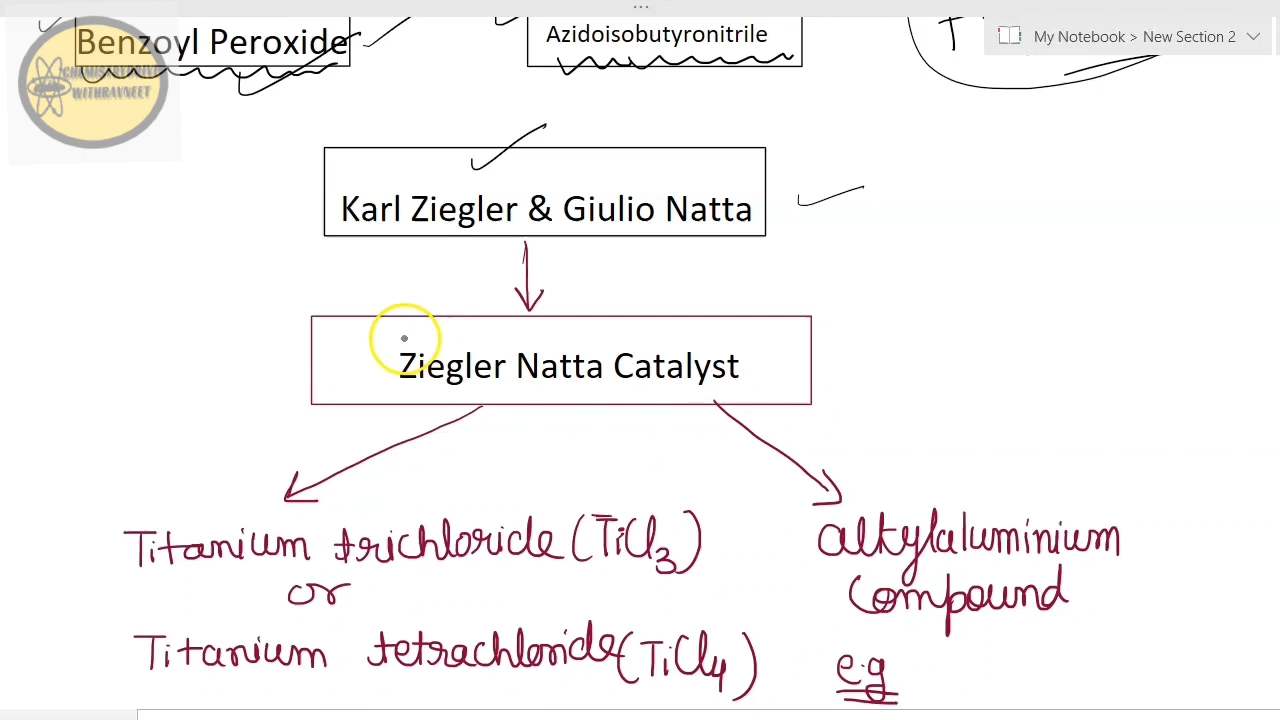 Benzoyl Peroxide
Azidoisobutyronitrile
My Notebook > New Section 2
WITHRAVNEET
Karl Ziegler & Giulio Natta
Ziegler Natta Catalyst
Titanium trichloride (TiCl3)
or
Titanium tetrachloride (TiCl4)
alkylaluminium
compound
e.g